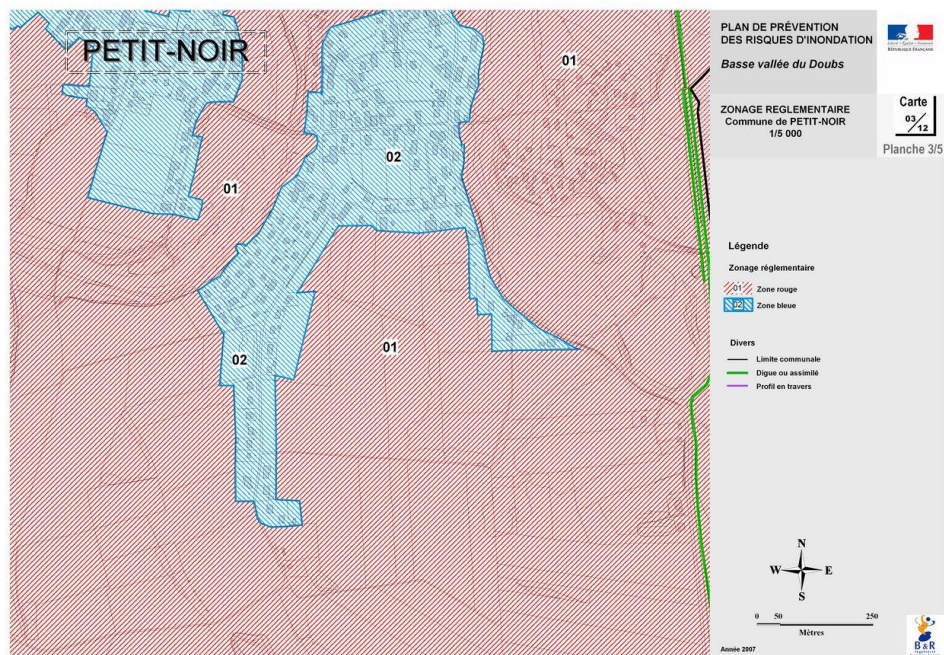 PETIT-NOIR
01
02
01
02
01
PLAN DE PRÉVENTION
DES RISQUES D'INONDATION
Basse vallée du Doubs
RÉPUBLIQUE FRANÇAISE
ZONAGE REGLEMENTAIRE
Commune de PETIT-NOIR
1/5 000
Carte
03/12
Planche 3/5
Légende
Zonage réglementaire
01 Zone rouge
02 Zone bleue
Divers
Limite communale
Digue ou assimilé
Profil en travers
N
W E
S
0 50 250
Mètres
Année 2007
B & R